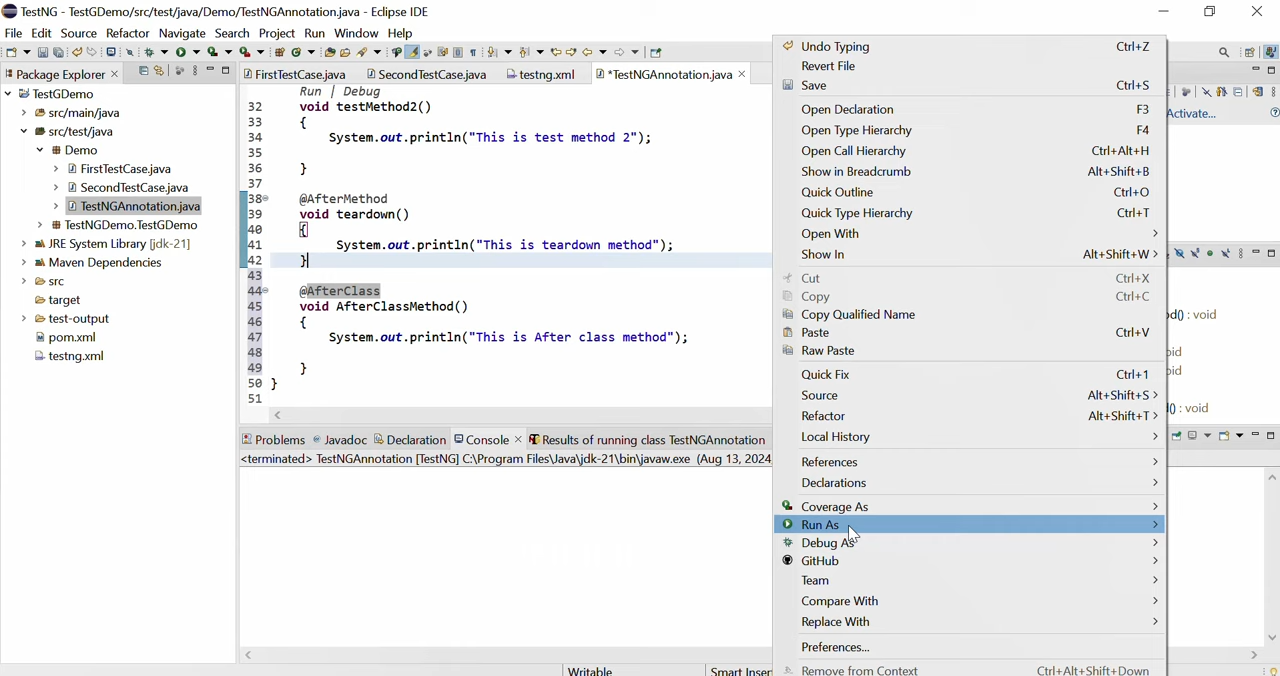 TestNG - TestGDemo/src/test/java/Demo/TestNGAnnotation.java - Eclipse IDE
File Edit Source Refactor Navigate Search Project Run Window Help
Package Explorer
TestGDemo
src/main/java
src/test/java
Demo
FirstTestCase.java
SecondTestCase.java
TestNGAnnotation.java
TestNGDemo.TestGDemo
JRE System Library [jdk-21]
Maven Dependencies
src
target
test-output
pom.xml
testng.xml
FirstTestCase.java SecondTestCase.java testng.xml *TestNGAnnotation.java
Run | Debug
32 void testMethod2()
33 {
34 System.out.println("This is test method 2");
35
36 }
37
38 @AfterMethod
39 void teardown()
40 {
41 System.out.println("This is teardown method");
42 }
43
44 @AfterClass
45 void AfterClassMethod()
46 {
47 System.out.println("This is After class method");
48
49 }
50 }
51
Problems Javadoc Declaration Console Results of running class TestNGAnnotation
<terminated> TestNGAnnotation [TestNG] C:\Program Files\Java\jdk-21\bin\javaw.exe (Aug 13, 2024,
Writable Smart Inser
Undo Typing Ctrl+Z
Revert File
Save Ctrl+S
Open Declaration F3
Open Type Hierarchy F4
Open Call Hierarchy Ctrl+Alt+H
Show in Breadcrumb Alt+Shift+B
Quick Outline Ctrl+O
Quick Type Hierarchy Ctrl+T
Open With >
Show In Alt+Shift+W >
Cut Ctrl+X
Copy Ctrl+C
Copy Qualified Name
Paste Ctrl+V
Raw Paste
Quick Fix Ctrl+1
Source Alt+Shift+S >
Refactor Alt+Shift+T >
Local History >
References >
Declarations >
Coverage As >
Run As >
Debug As >
GitHub >
Team >
Compare With >
Replace With >
Preferences...
Remove from Context Ctrl+Alt+Shift+Down
Activate...
d() : void
oid
oid
() : void